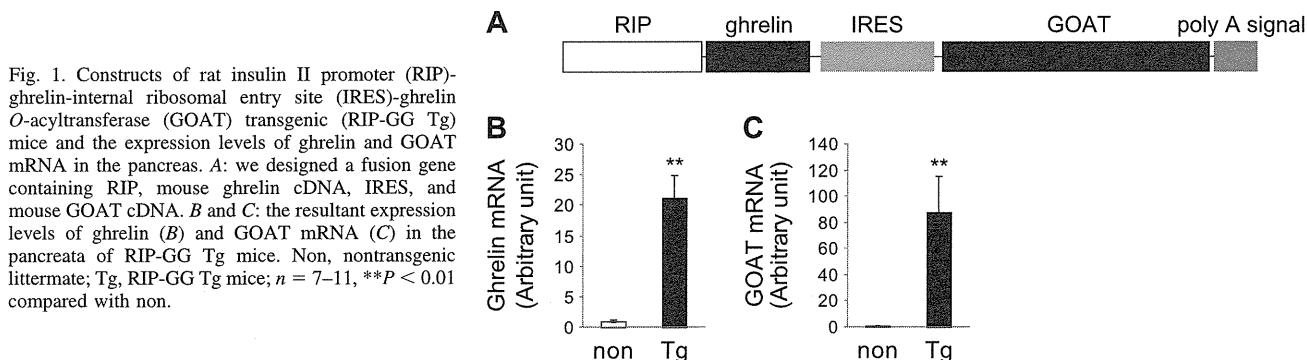 Fig. 1. Constructs of rat insulin II promoter (RIP)-
ghrelin-internal ribosomal entry site (IRES)-ghrelin
O-acyltransferase (GOAT) transgenic (RIP-GG Tg)
mice and the expression levels of ghrelin and GOAT
mRNA in the pancreas. A: we designed a fusion gene
containing RIP, mouse ghrelin cDNA, IRES, and
mouse GOAT cDNA. B and C: the resultant expression
levels of ghrelin (B) and GOAT mRNA (C) in the
pancreata of RIP-GG Tg mice. Non, nontransgenic
littermate; Tg, RIP-GG Tg mice; n = 7–11, **P < 0.01
compared with non.
A
RIP ghrelin IRES GOAT poly A signal
B
Ghrelin mRNA
(Arbitrary unit)
30
25
20
15
10
5
0
**
non Tg
C
GOAT mRNA
(Arbitrary unit)
140
120
100
80
60
40
20
0
**
non Tg